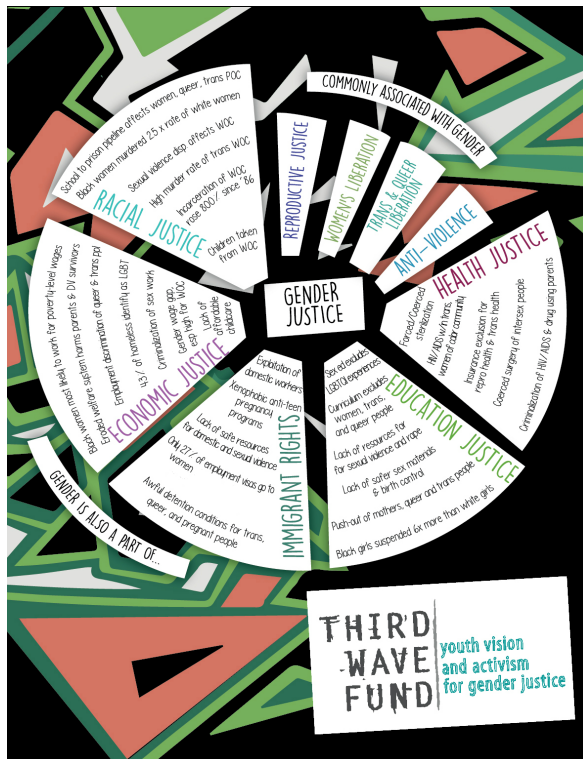 COMMONLY ASSOCIATED WITH GENDER
REPRODUCTIVE JUSTICE
WOMEN'S LIBERATION
TRANS & QUEER
LIBERATION
ANTI-VIOLENCE
GENDER
JUSTICE
RACIAL JUSTICE
School to prison pipeline affects women, queer, trans POC
Black women murdered 2.5 x rate of white women
Sexual violence disp affects WOC
High murder rate of trans WOC
Incarceration of WOC
rose 800% since '86
Children taken
from WOC
HEALTH JUSTICE
Forced/Coerced
sterilization
HIV/AIDS w/in trans
women of color community
Insurance exclusion for
repro health & trans health
Coerced surgery of intersex people
Criminalization of HIV/AIDS & drug using parents
ECONOMIC JUSTICE
Black women most likely to work for poverty-level wages
Eroded welfare system harms parents & DV survivors
Employment discrimination of queer & trans ppl
43% of homeless identify as LGBT
Criminalization of sex work
Gender wage gap,
esp high for WOC
Lack of
affordable
childcare
IMMIGRANT RIGHTS
Exploitation of
domestic workers
Xenophobic anti-teen
pregnancy
programs
Lack of safe resources
for domestic and sexual violence
Only 27% of employment visas go to
women
Awful detention conditions for trans,
queer, and pregnant people
EDUCATION JUSTICE
Sex ed excludes
LGBTQI experiences
Curriculum excludes
women, trans,
and queer people
Lack of resources for
for sexual violence and rape
Lack of safer sex materials
& birth control
Push-out of mothers, queer and trans people
Black girls suspended 6x more than white girls
GENDER IS ALSO A PART OF...
THIRD
WAVE
FUND
youth vision
and activism
for gender justice